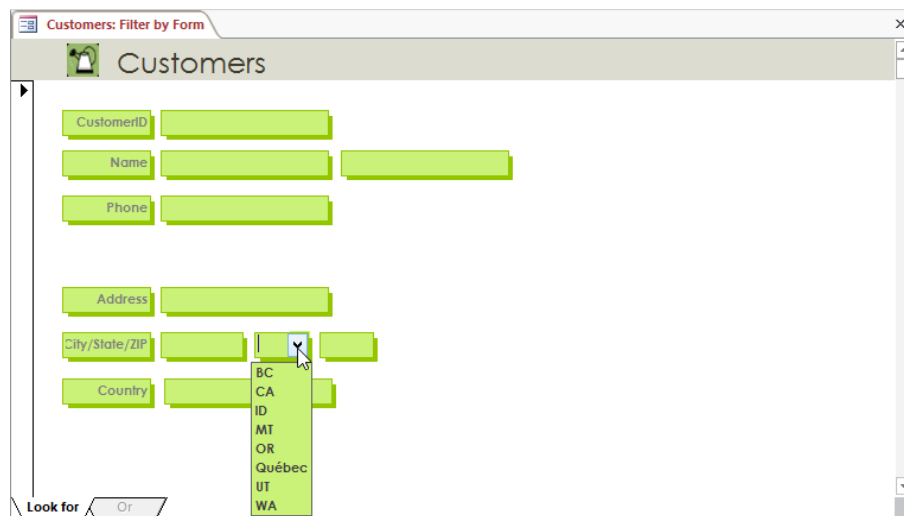 Customers: Filter by Form
Customers
CustomerID
Name
Phone
Address
City/State/ZIP
Country
BC
CA
ID
MT
OR
Québec
UT
WA
Look for
Or